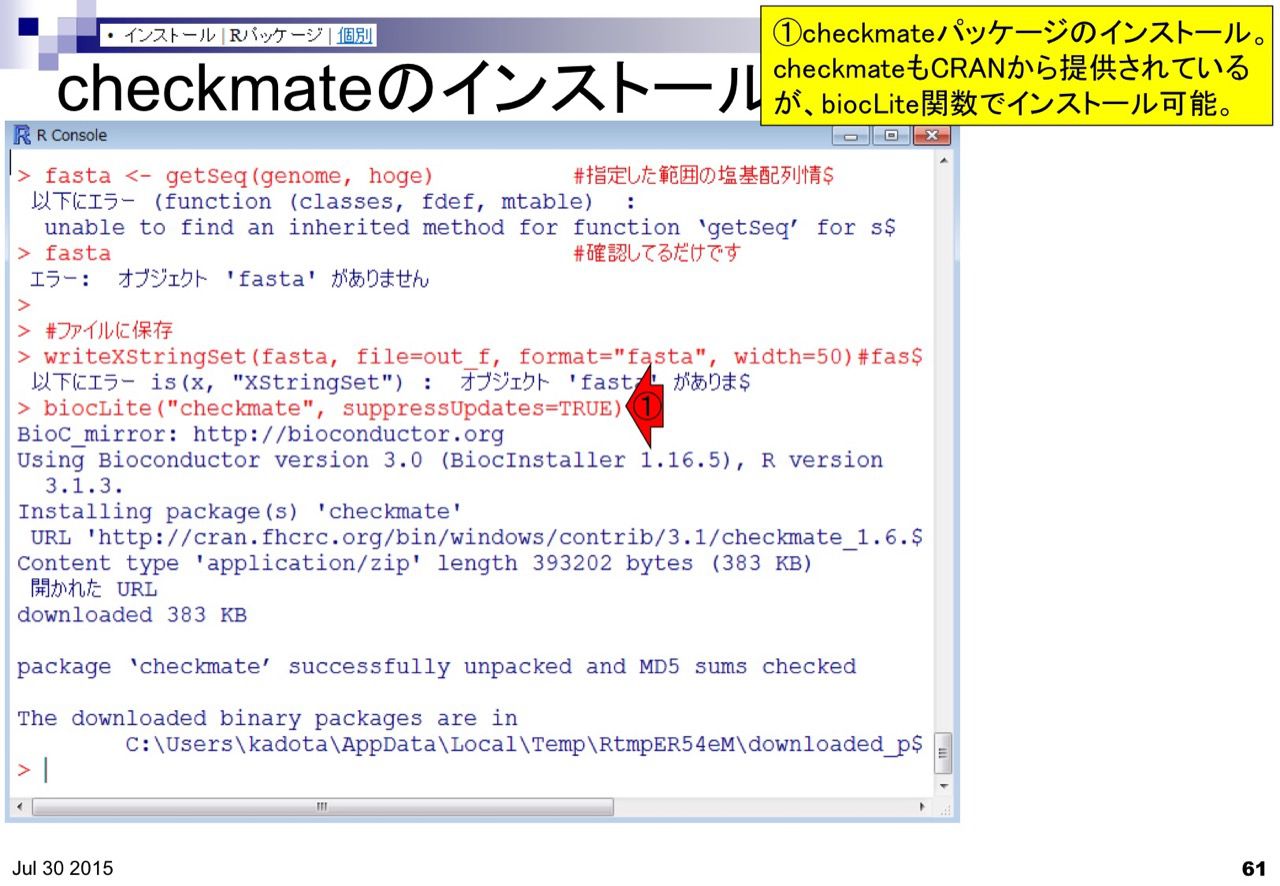 • インストール | Rパッケージ | 個別
①checkmateパッケージのインストール。
checkmateもCRANから提供されている
が、biocLite関数でインストール可能。
checkmateのインストール
R Console
> fasta <- getSeq(genome, hoge) #指定した範囲の塩基配列情$
以下にエラー (function (classes, fdef, mtable) :
unable to find an inherited method for function ‘getSeq’ for s$
> fasta #確認してるだけです
エラー: オブジェクト 'fasta' がありません
>
> #ファイルに保存
> writeXStringSet(fasta, file=out_f, format="fasta", width=50)#fas$
以下にエラー is(x, "XStringSet") : オブジェクト 'fasta' がありま$
> biocLite("checkmate", suppressUpdates=TRUE) ①
BioC_mirror: http://bioconductor.org
Using Bioconductor version 3.0 (BiocInstaller 1.16.5), R version
3.1.3.
Installing package(s) 'checkmate'
URL 'http://cran.fhcrc.org/bin/windows/contrib/3.1/checkmate_1.6.$
Content type 'application/zip' length 393202 bytes (383 KB)
開かれた URL
downloaded 383 KB
package ‘checkmate’ successfully unpacked and MD5 sums checked
The downloaded binary packages are in
C:\Users\kadota\AppData\Local\Temp\RtmpER54eM\downloaded_p$
>
Jul 30 2015
61